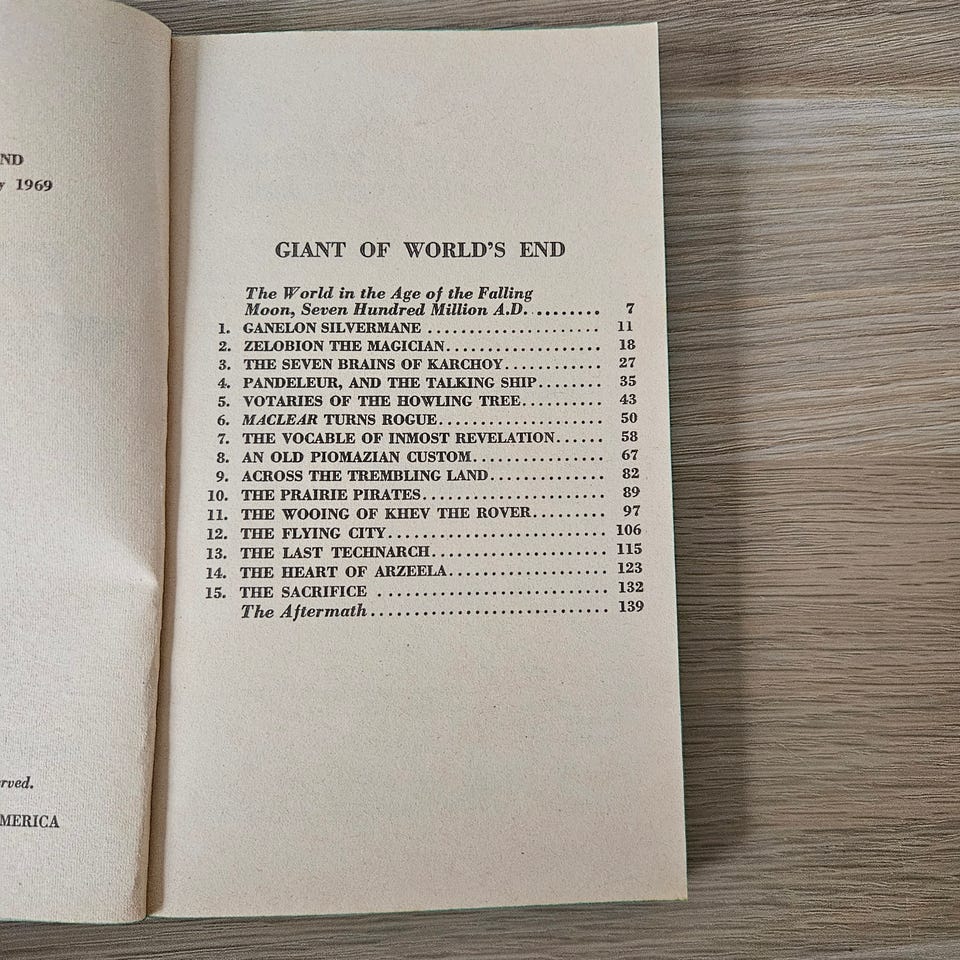 ND
1969
rved.
MERICA
GIANT OF WORLD'S END
The World in the Age of the Falling
Moon, Seven Hundred Million A.D. ......... 7
1. GANELON SILVERMANE ........................ 11
2. ZELOBION THE MAGICIAN..................... 18
3. THE SEVEN BRAINS OF KARCHOY............. 27
4. PANDELEUR, AND THE TALKING SHIP........ 35
5. VOTARIES OF THE HOWLING TREE.......... 43
6. MACLEAR TURNS ROGUE...................... 50
7. THE VOCABLE OF INMOST REVELATION...... 58
8. AN OLD PIOMAZIAN CUSTOM................. 67
9. ACROSS THE TREMBLING LAND............... 82
10. THE PRAIRIE PIRATES........................ 89
11. THE WOOING OF KHEV THE ROVER......... 97
12. THE FLYING CITY............................. 106
13. THE LAST TECHNARCH....................... 115
14. THE HEART OF ARZEELA..................... 123
15. THE SACRIFICE .............................. 132
The Aftermath............................... 139